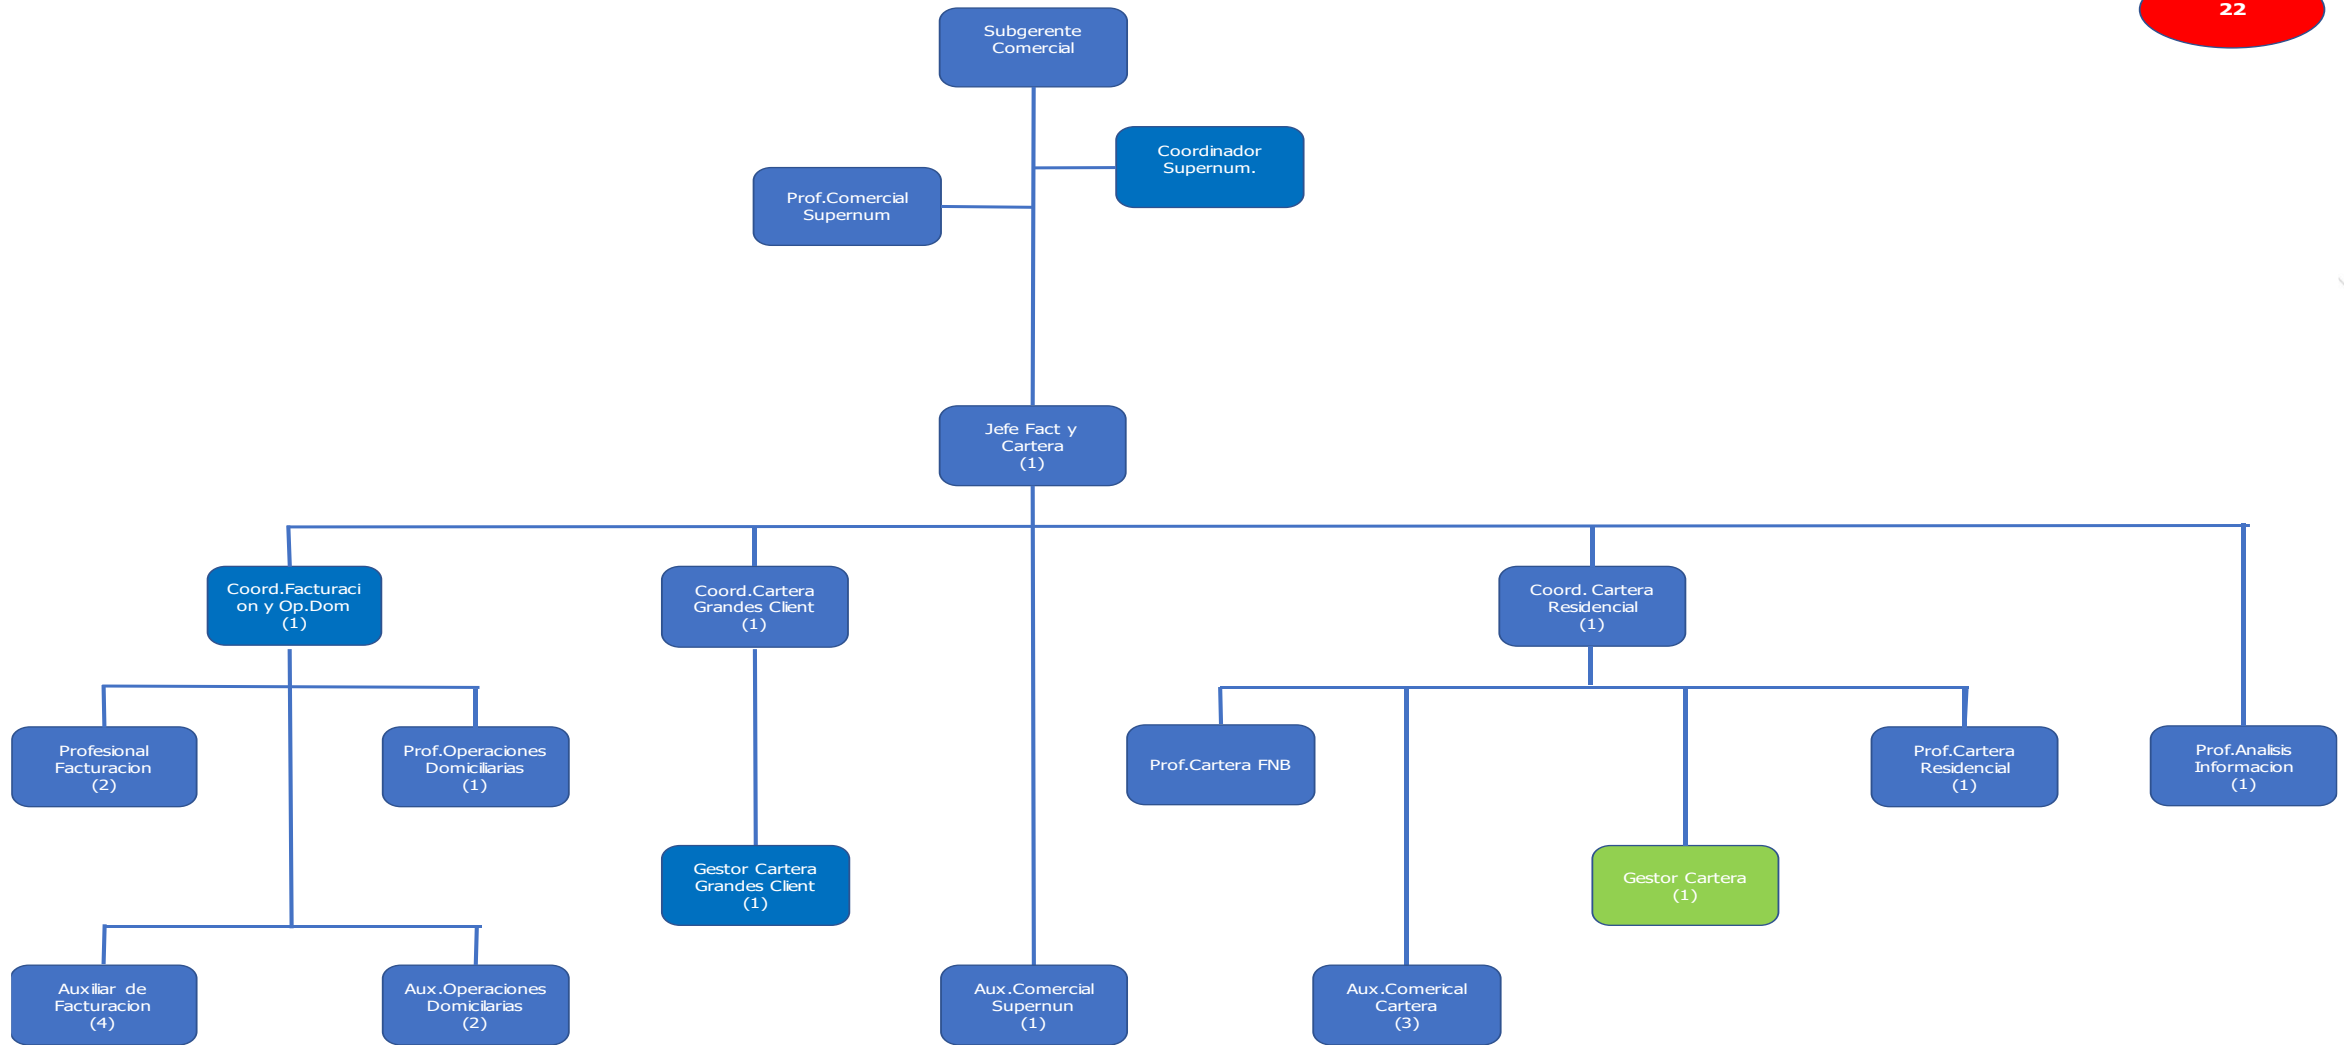 22
Subgerente
Comercial
Coordinador
Supernum.
Prof.Comercial
Supernum
Jefe Fact y
Cartera
(1)
Coord.Facturaci
on y Op.Dom
(1)
Coord.Cartera
Grandes Client
(1)
Coord. Cartera
Residencial
(1)
Profesional
Facturacion
(2)
Prof.Operaciones
Domiciliarias
(1)
Prof.Cartera FNB
Prof.Cartera
Residencial
(1)
Prof.Analisis
Informacion
(1)
Gestor Cartera
Grandes Client
(1)
Gestor Cartera
(1)
Auxiliar de
Facturacion
(4)
Aux.Operaciones
Domicilarias
(2)
Aux.Comercial
Supernun
(1)
Aux.Comerical
Cartera
(3)